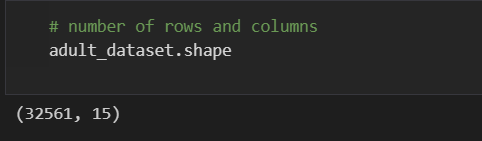 # number of rows and columns
adult_dataset.shape
(32561, 15)